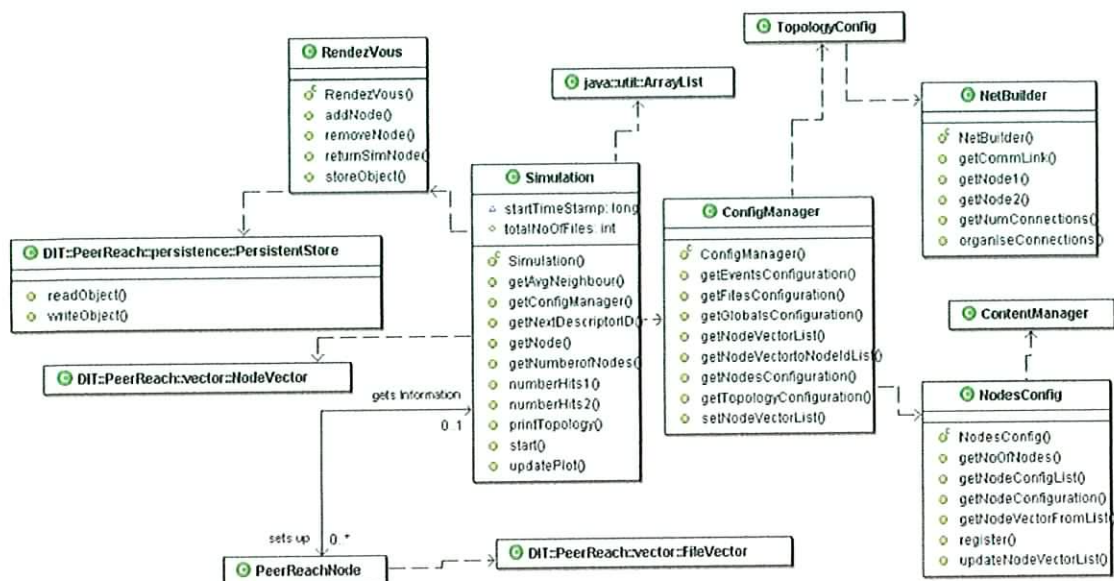 TopologyConfig
RendezVous
RendezVous()
addNode()
removeNode()
returnSimNode()
storeObject()
java::util::ArrayList
NetBuilder
NetBuilder()
getCommLink()
getNode1()
getNode2()
getNumConnections()
organiseConnections()
Simulation
startTimeStamp: long
totalNoOfFiles: int
Simulation()
getAvgNeighbour()
getConfigManager()
getNextDescriptorID()
getNode()
getNumberofNodes()
numberHits1()
numberHits2()
printTopology()
start()
updatePlot()
ConfigManager
ConfigManager()
getEventsConfiguration()
getFilesConfiguration()
getGlobalsConfiguration()
getNodeVectorList()
getNodeVectortoNodeIdList()
getNodesConfiguration()
getTopologyConfiguration()
setNodeVectorList()
DIT::PeerReach::persistence::PersistentStore
readObject()
writeObject()
ContentManager
DIT::PeerReach::vector::NodeVector
NodesConfig
NodesConfig()
getNoOfNodes()
getNodeConfigList()
getNodeConfiguration()
getNodeVectorFromList()
register()
updateNodeVectorList()
gets Information
0..1
sets up 0..*
PeerReachNode
DIT::PeerReach::vector::FileVector